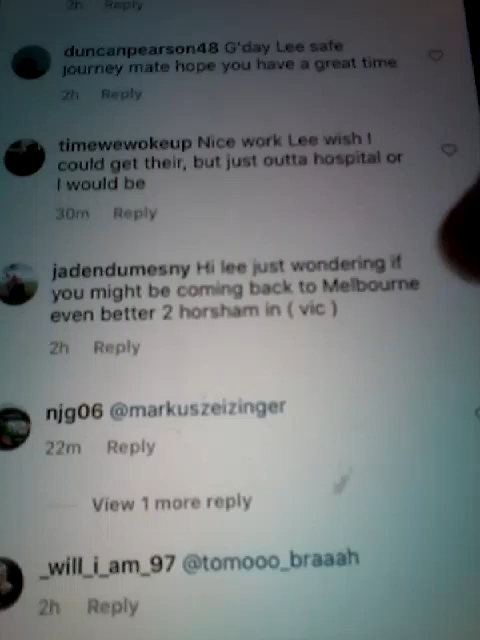 2h Reply
duncanpearson48 G'day Lee safe
journey mate hope you have a great time
2h Reply
timewewokeup Nice work Lee wish I
could get their, but just outta hospital or
I would be
30m Reply
jadendumesny Hi lee just wondering if
you might be coming back to Melbourne
even better 2 horsham in ( vic )
2h Reply
njg06 @markuszeizinger
22m Reply
View 1 more reply
_will_i_am_97 @tomooo_braaah
2h Reply